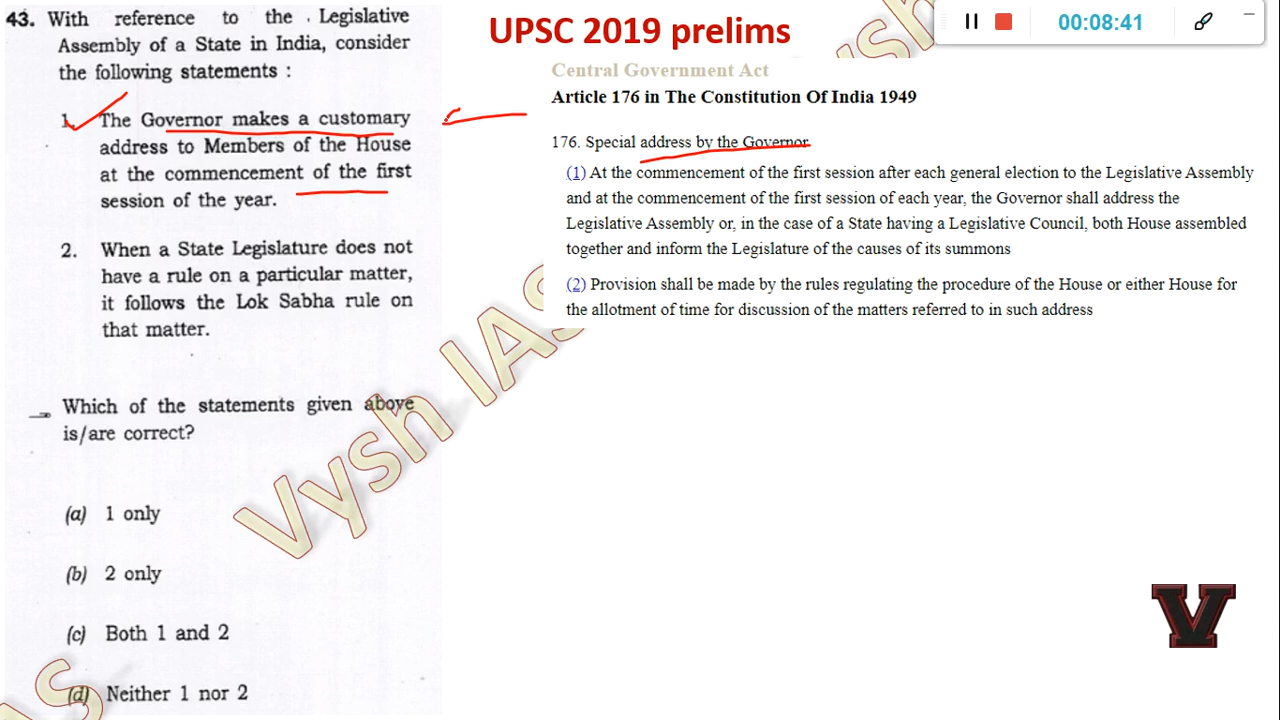 43. With reference to the Legislative
Assembly of a State in India, consider
the following statements :
1. The Governor makes a customary
address to Members of the House
at the commencement of the first
session of the year.
2. When a State Legislature does not
have a rule on a particular matter,
it follows the Lok Sabha rule on
that matter.
Which of the statements given above
is/are correct?
(a) 1 only
(b) 2 only
(c) Both 1 and 2
(d) Neither 1 nor 2
UPSC 2019 prelims
00:08:41
Central Government Act
Article 176 in The Constitution Of India 1949
176. Special address by the Governor
(1) At the commencement of the first session after each general election to the Legislative Assembly
and at the commencement of the first session of each year, the Governor shall address the
Legislative Assembly or, in the case of a State having a Legislative Council, both House assembled
together and inform the Legislature of the causes of its summons
(2) Provision shall be made by the rules regulating the procedure of the House or either House for
the allotment of time for discussion of the matters referred to in such address
Vysh IAS
V